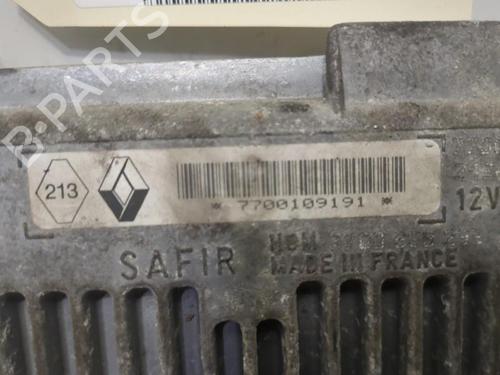 B-PARTS
213
*7700109191*
12V
SAFIR
MADE IN FRANCE